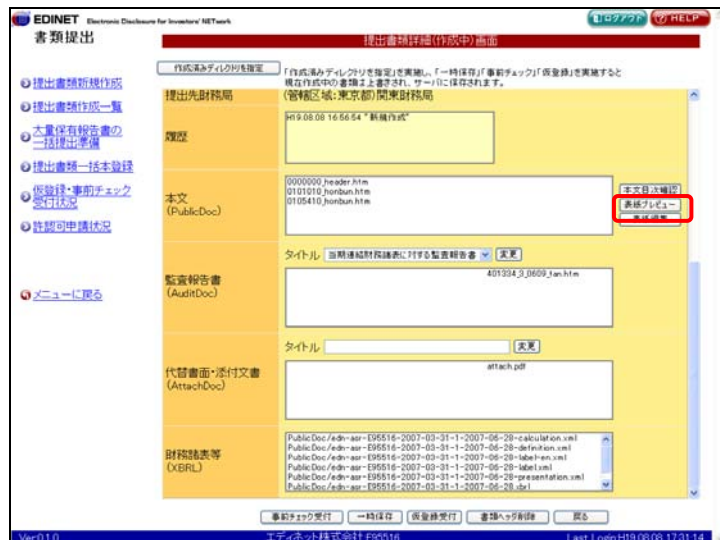 EDINET Electronic Disclosure for Investors' NETwork
ログアウト
HELP
書類提出
提出書類詳細(作成中)画面
提出書類新規作成
提出書類作成一覧
大量保有報告書の
一括提出準備
提出書類一括本登録
仮登録・事前チェック
受付状況
許認可申請状況
メニューに戻る
作成済みディレクトリを指定
「作成済みディレクトリを指定」を実施し、「一時保存」「事前チェック」「仮登録」を実施すると
現在作成中の書類は上書きされ、サーバに保存されます。
提出先財務局
(管轄区域:東京都)関東財務局
履歴
H19.08.08 16:56:54 "新規作成"
本文
(PublicDoc)
0000000_header.htm
0101010_honbun.htm
0105410_honbun.htm
本文目次確認
表紙プレビュー
監査報告書
(AuditDoc)
タイトル 当期連結財務諸表に対する監査報告書 変更
401334_3_0609_tan.htm
代替書面・添付文書
(AttachDoc)
タイトル 変更
attach.pdf
財務諸表等
(XBRL)
PublicDoc/edn-asr-E95516-2007-03-31-1-2007-06-28-calculation.xml
PublicDoc/edn-asr-E95516-2007-03-31-1-2007-06-28-definition.xml
PublicDoc/edn-asr-E95516-2007-03-31-1-2007-06-28-label-en.xml
PublicDoc/edn-asr-E95516-2007-03-31-1-2007-06-28-label.xml
PublicDoc/edn-asr-E95516-2007-03-31-1-2007-06-28-presentation.xml
PublicDoc/edn-asr-E95516-2007-03-31-1-2007-06-28.xbrl
事前チェック受付 一時保存 仮登録受付 書類ヘッダ削除 戻る
Ver0.1.0 エディネット株式会社 E95516 Last Login:H19.08.08 17:31:14